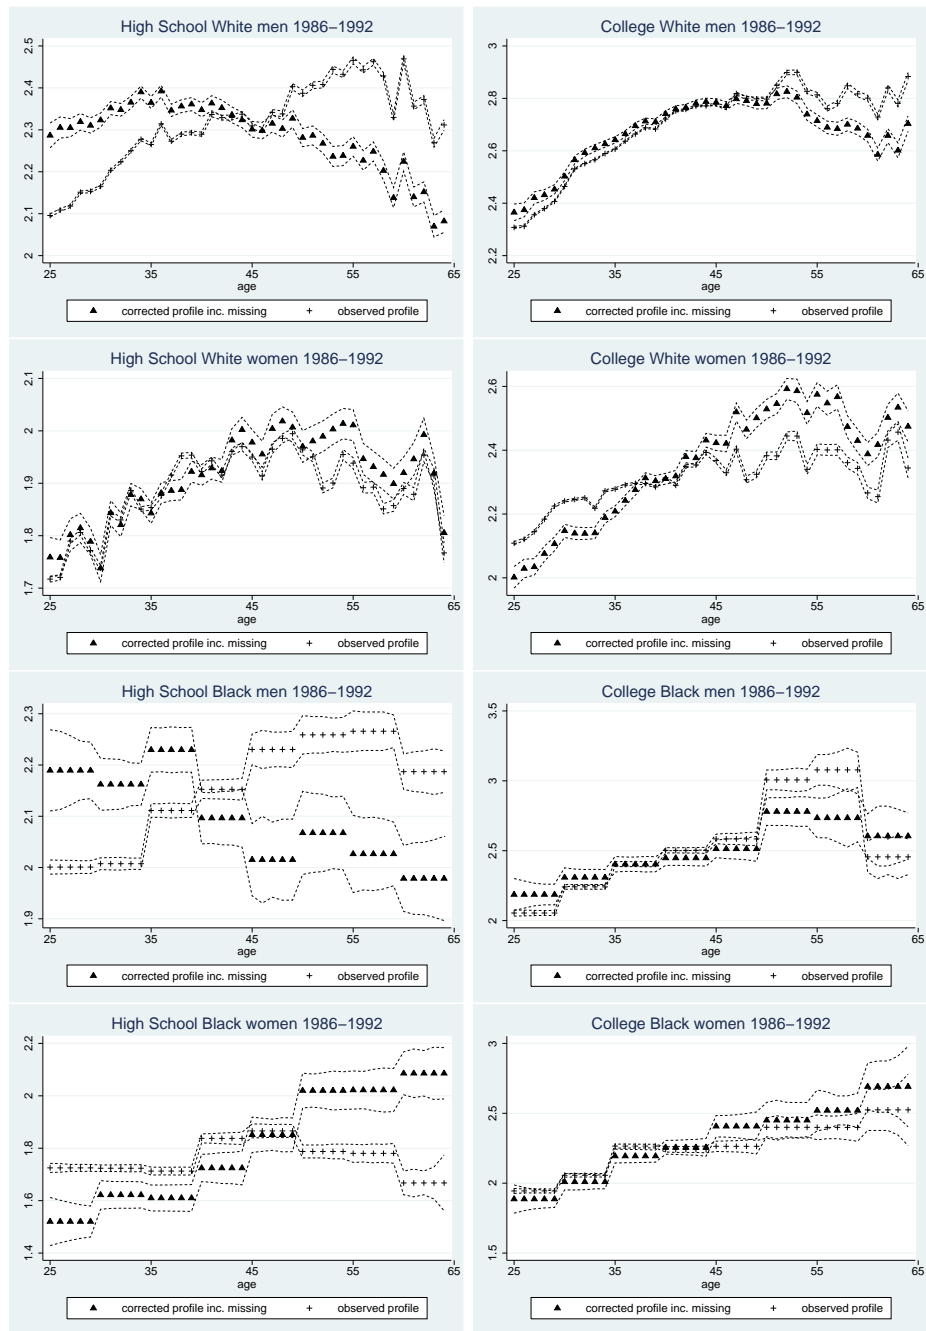 High School White men 1986–1992
2.5
2.4
2.3
2.2
2.1
2
25 35 45 55 65
age
corrected profile inc. missing observed profile
College White men 1986–1992
3
2.8
2.6
2.4
2.2
25 35 45 55 65
age
corrected profile inc. missing observed profile
High School White women 1986–1992
2.1
2
1.9
1.8
1.7
25 35 45 55 65
age
corrected profile inc. missing observed profile
College White women 1986–1992
2.6
2.4
2.2
2
25 35 45 55 65
age
corrected profile inc. missing observed profile
High School Black men 1986–1992
2.3
2.2
2.1
2
1.9
25 35 45 55 65
age
corrected profile inc. missing observed profile
College Black men 1986–1992
3.5
3
2.5
2
25 35 45 55 65
age
corrected profile inc. missing observed profile
High School Black women 1986–1992
2.2
2
1.8
1.6
1.4
25 35 45 55 65
age
corrected profile inc. missing observed profile
College Black women 1986–1992
3
2.5
2
1.5
25 35 45 55 65
age
corrected profile inc. missing observed profile